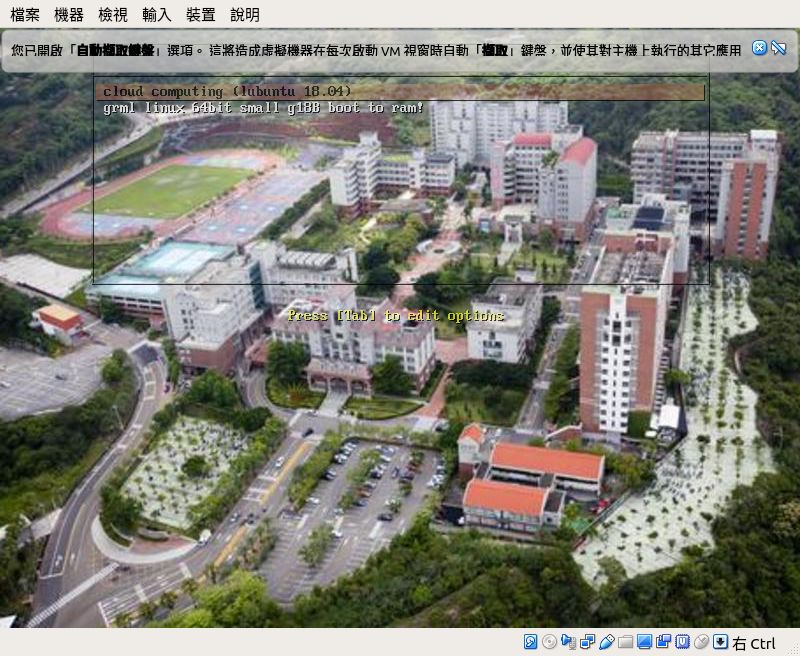 檔案 機器 檢視 輸入 裝置 說明
您已開啟「自動擷取鍵盤」選項。 這將造成虛擬機器在每次啟動 VM 視窗時自動「擷取」鍵盤，並使其對主機上執行的其它應用
cloud computing (lubuntu 18.04)
grml linux 64bit small g188 boot to ram!
Press [Tab] to edit options
右 Ctrl